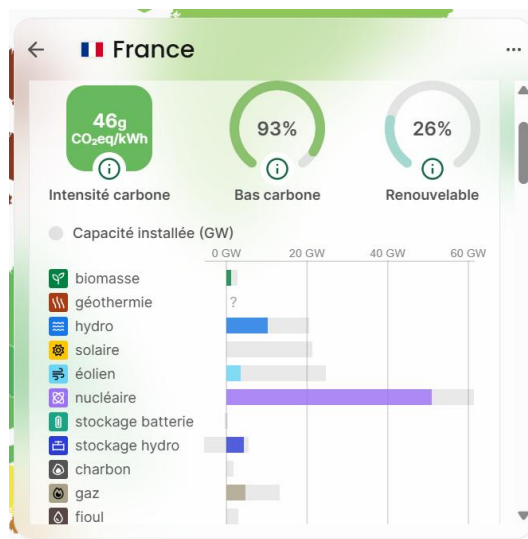 France
46g
CO₂eq/kWh
93%
26%
Intensité carbone
Bas carbone
Renouvelable
Capacité installée (GW)
0 GW 20 GW 40 GW 60 GW
biomasse
géothermie ?
hydro
solaire
éolien
nucléaire
stockage batterie
stockage hydro
charbon
gaz
fioul